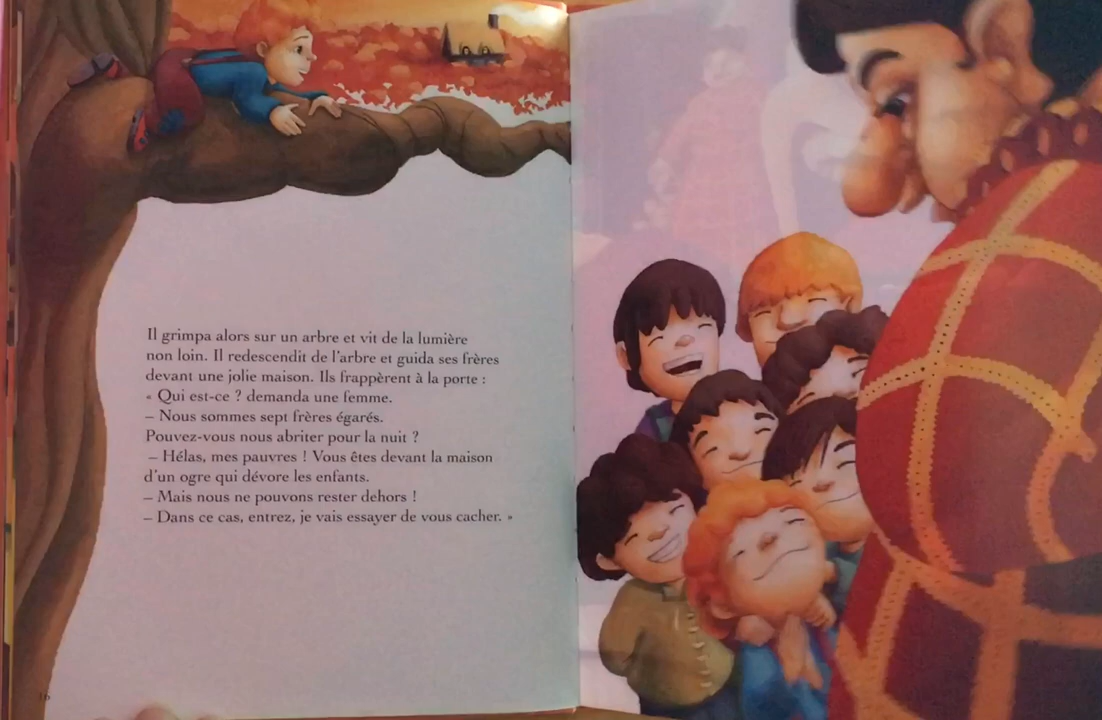 Il grimpa alors sur un arbre et vit de la lumière
non loin. Il redescendit de l'arbre et guida ses frères
devant une jolie maison. Ils frappèrent à la porte :
« Qui est-ce ? demanda une femme.
– Nous sommes sept frères égarés.
Pouvez-vous nous abriter pour la nuit ?
– Hélas, mes pauvres ! Vous êtes devant la maison
d'un ogre qui dévore les enfants.
– Mais nous ne pouvons rester dehors !
– Dans ce cas, entrez, je vais essayer de vous cacher. »
16